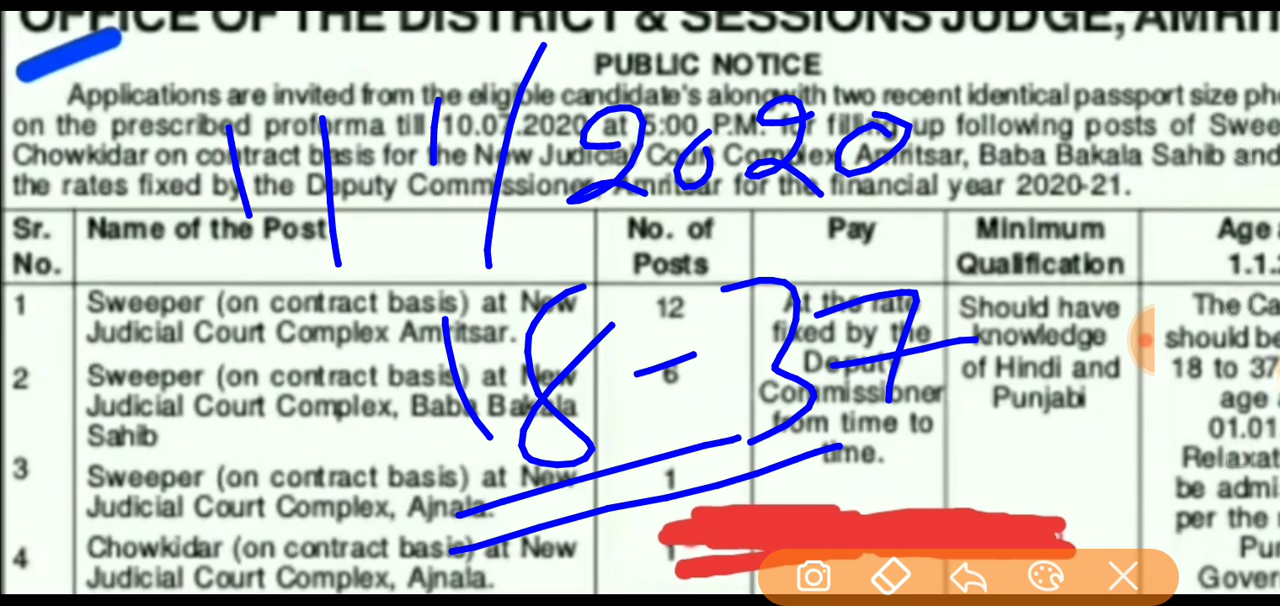 OFFICE OF THE DISTRICT & SESSIONS JUDGE,
PUBLIC NOTICE
Applications are invited from the eligible candidate's alongwith two recent identical passport size
on the prescribed proforma till 10.07.2020 at 5:00 P.M. for filling up following posts of
Chowkidar on contract basis for the New Judicial Court Complex, Amritsar, Baba Bakala Sahib and
the rates fixed by the Deputy Commissioner, Amritsar for the financial year 2020-21.
1 1 / 2020
Sr. No. Name of the Post No. of Posts Pay Minimum Qualification Age
1.1.
1 Sweeper (on contract basis) at New Judicial Court Complex Amritsar. 12
2 Sweeper (on contract basis) at New Judicial Court Complex, Baba Bakala Sahib 6
3 Sweeper (on contract basis) at New Judicial Court Complex, Ajnala. 1
4 Chowkidar (on contract basis) at New Judicial Court Complex, Ajnala. 1
At the rate fixed by the Deputy Commissioner from time to time.
Should have knowledge of Hindi and Punjabi
The
should be
18 to 37
age
01.01
be
per the
18-37